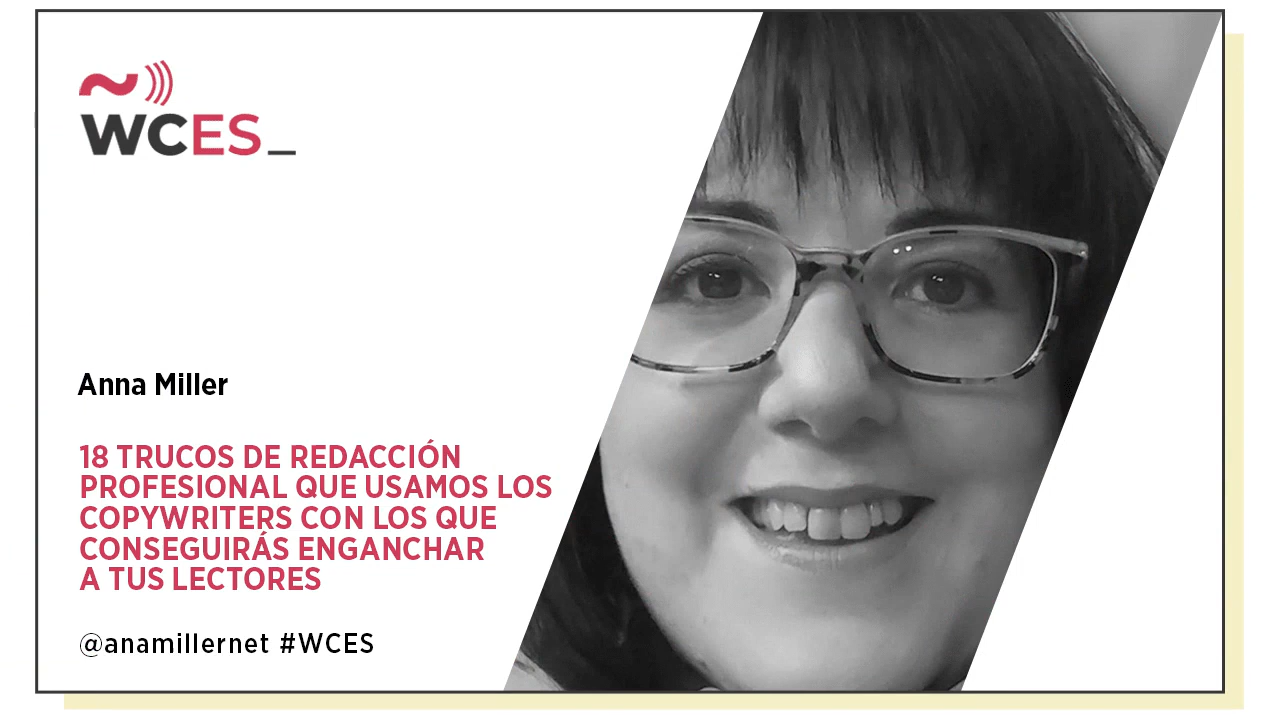 WCES_
Anna Miller
18 TRUCOS DE REDACCIÓN
PROFESIONAL QUE USAMOS LOS
COPYWRITERS CON LOS QUE
CONSEGUIRÁS ENGANCHAR
A TUS LECTORES
@anamillernet #WCES